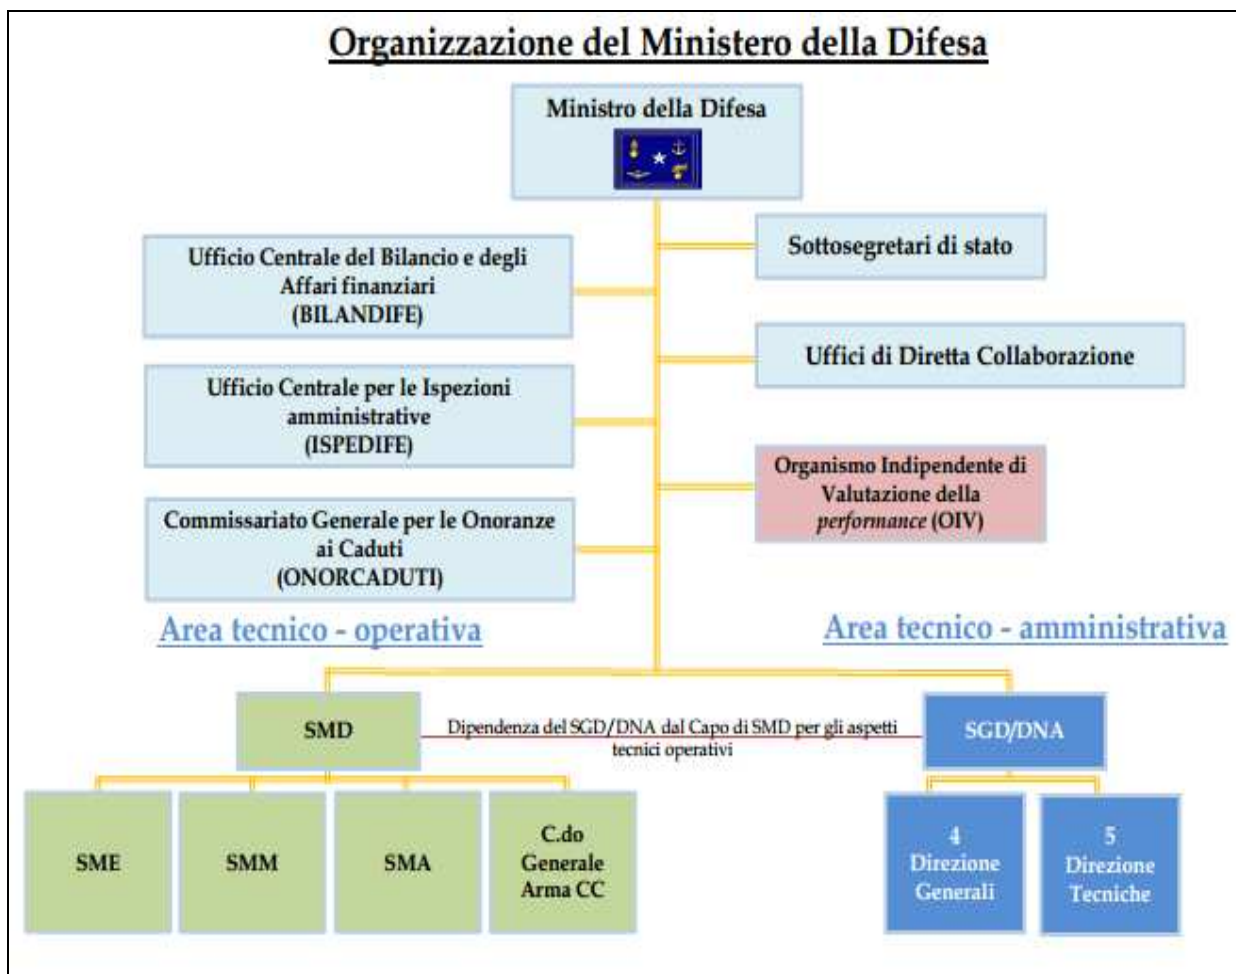 Organizzazione del Ministero della Difesa
Ministro della Difesa
Ufficio Centrale del Bilancio e degli
Affari finanziari
(BILANDIFE)
Sottosegretari di stato
Uffici di Diretta Collaborazione
Ufficio Centrale per le Ispezioni
amministrative
(ISPEDIFE)
Organismo Indipendente di
Valutazione della
performance (OIV)
Commissariato Generale per le Onoranze
ai Caduti
(ONORCADUTI)
Area tecnico - operativa
Area tecnico - amministrativa
SMD
Dipendenza del SGD/DNA dal Capo di SMD per gli aspetti
tecnici operativi
SGD/DNA
SME
SMM
SMA
C.do
Generale
Arma CC
4
Direzione
Generali
5
Direzione
Tecniche